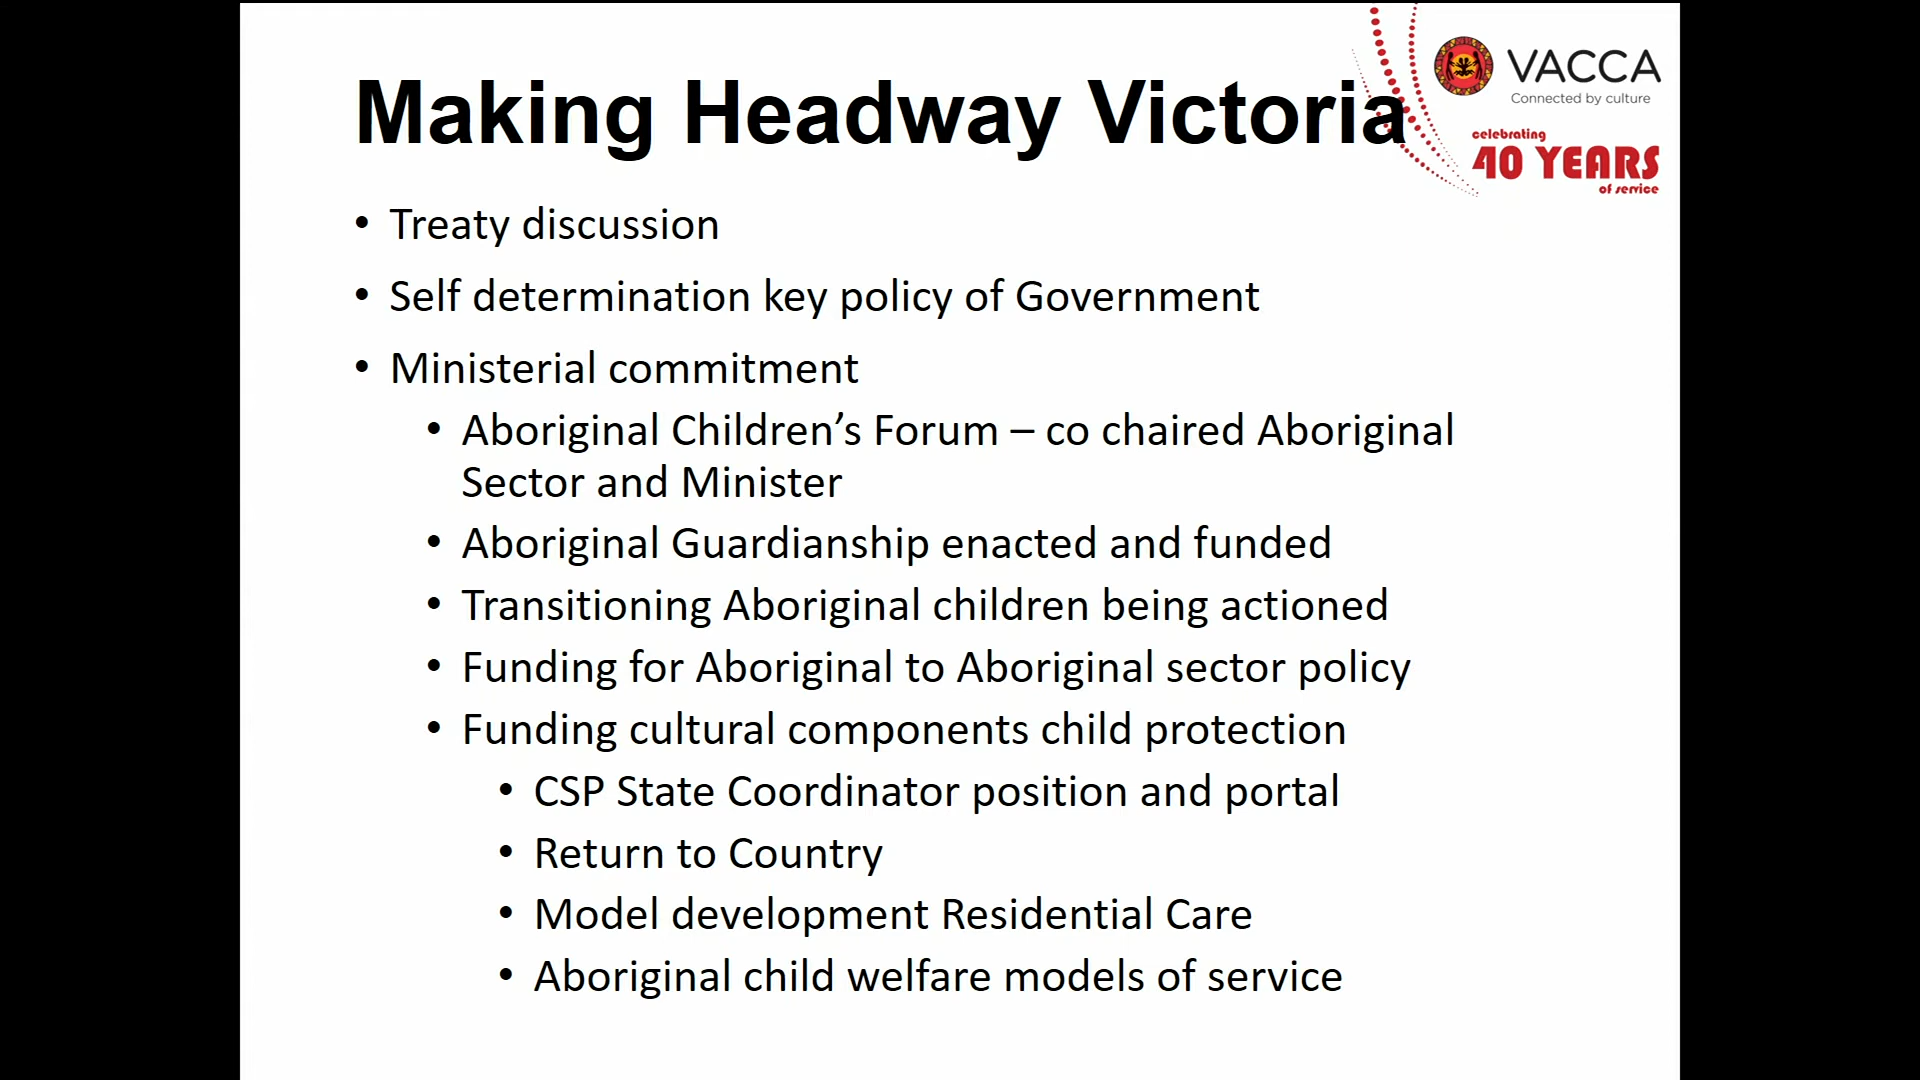 Making Headway Victoria
VACCA
Connected by culture
celebrating
40 YEARS
of service
• Treaty discussion
• Self determination key policy of Government
• Ministerial commitment
• Aboriginal Children’s Forum – co chaired Aboriginal
Sector and Minister
• Aboriginal Guardianship enacted and funded
• Transitioning Aboriginal children being actioned
• Funding for Aboriginal to Aboriginal sector policy
• Funding cultural components child protection
• CSP State Coordinator position and portal
• Return to Country
• Model development Residential Care
• Aboriginal child welfare models of service